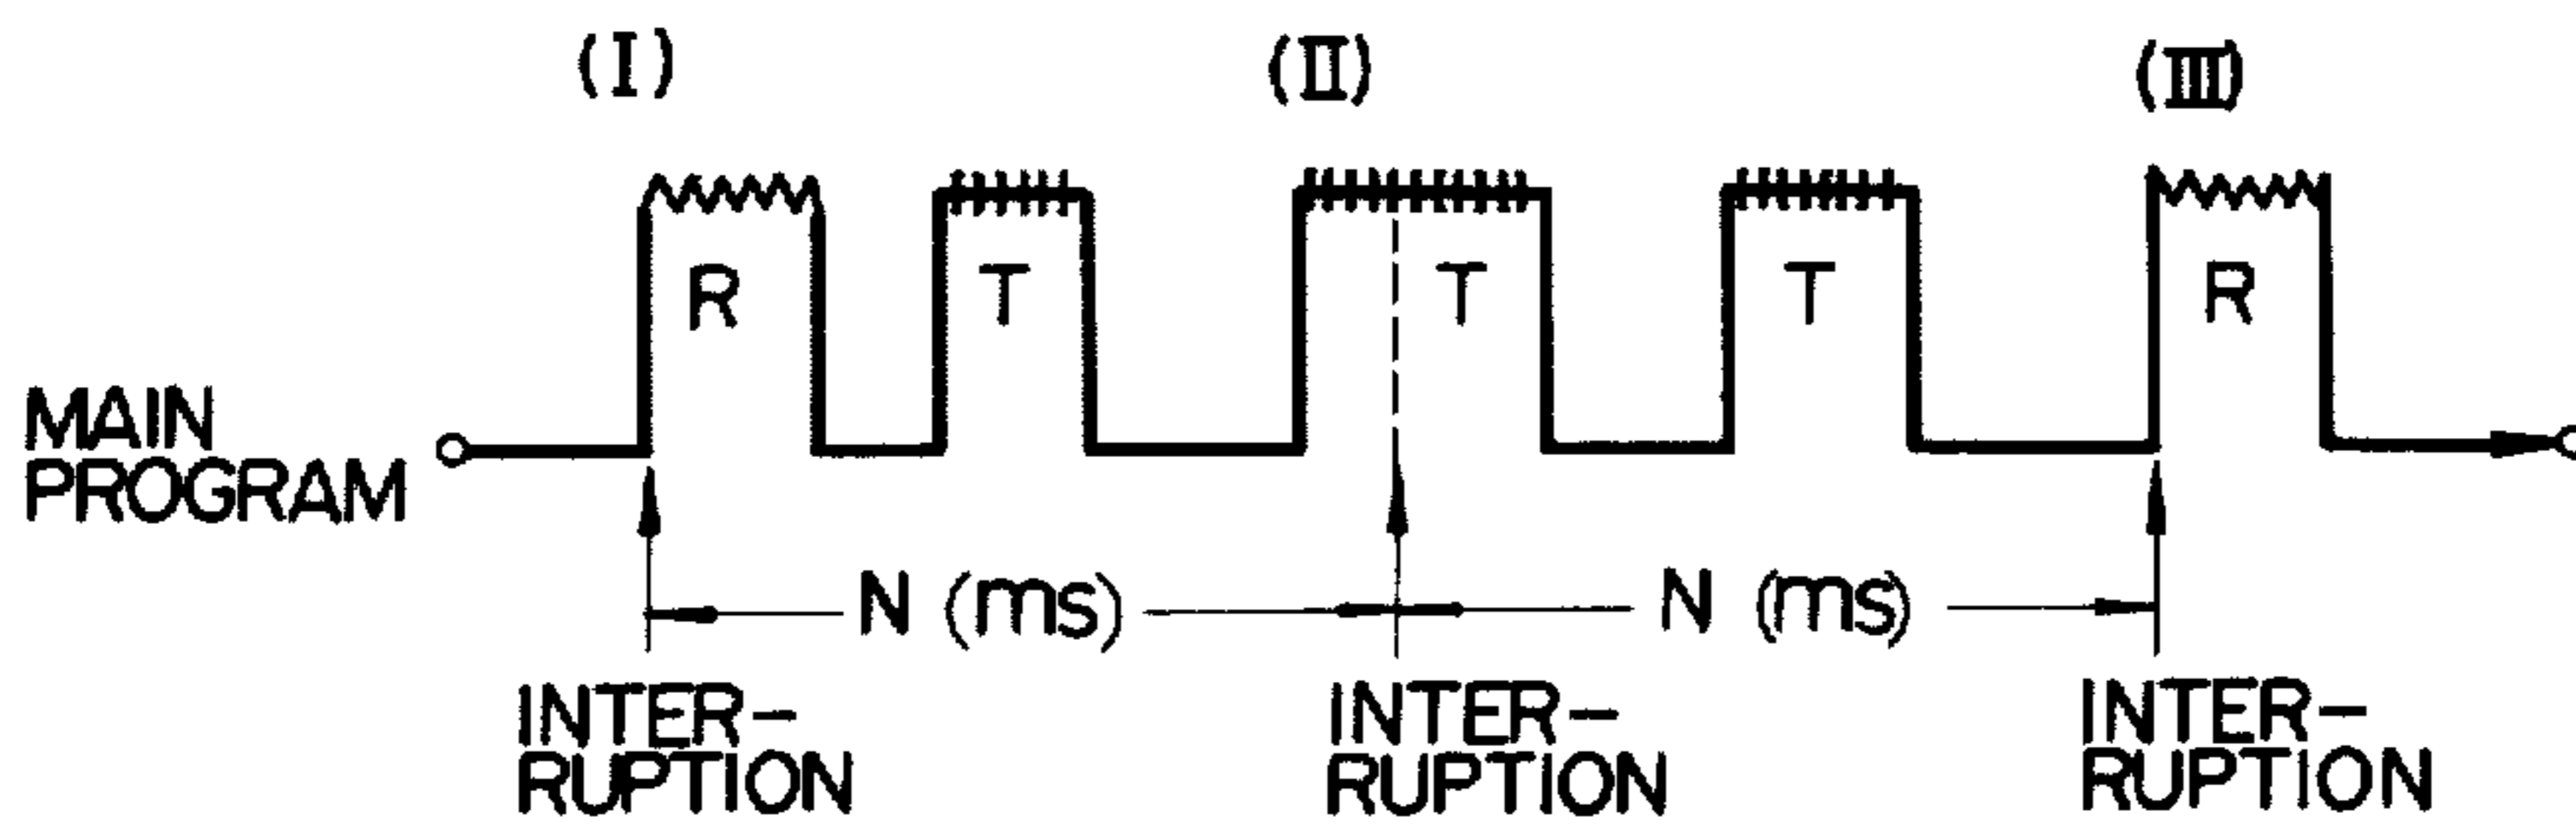 (I) (II) (III)
R T T T R
MAIN
PROGRAM
N (ms) N (ms)
INTER- INTER- INTER-
RUPTION RUPTION RUPTION